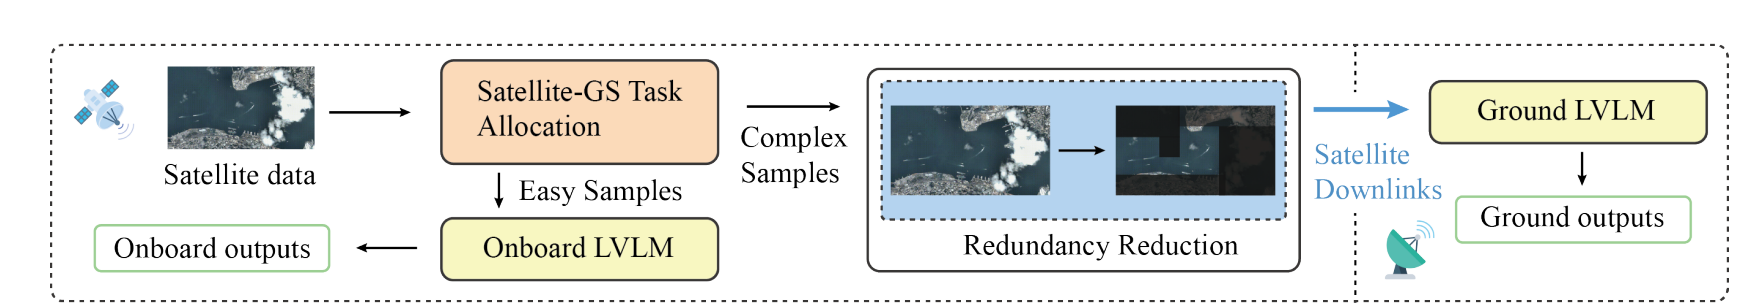 Satellite data
Satellite-GS Task
Allocation
Easy Samples
Onboard LVLM
Onboard outputs
Complex
Samples
Redundancy Reduction
Satellite
Downlinks
Ground LVLM
Ground outputs